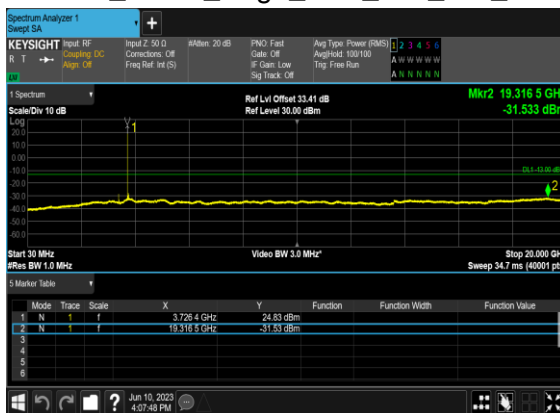 Spectrum Analyzer 1
Swept SA
KEYSIGHT
R T
LXI
Input: RF
Coupling: DC
Align: Off
Input Z: 50 Ω
Corrections: Off
Freq Ref: Int (S)
#Atten: 20 dB
PNO: Fast
Gate: Off
IF Gain: Low
Sig Track: Off
Avg Type: Power (RMS)
Avg|Hold: 100/100
Trig: Free Run
1 2 3 4 5 6
A W W W W W
A N N N N N
1 Spectrum
Scale/Div 10 dB
Ref Lvl Offset 33.41 dB
Ref Level 30.00 dBm
Mkr2 19.316 5 GH
-31.533 dBr
Log
20.0
10.0
0.00
-10.0
-20.0
-30.0
-40.0
-50.0
-60.0
1
DL1 -13.00 dB
2
Start 30 MHz
#Res BW 1.0 MHz
Video BW 3.0 MHz*
Stop 20.000 GH
Sweep 34.7 ms (40001 pt
5 Marker Table
Mode Trace Scale X Y Function Function Width Function Value
1 N 1 f 3.726 4 GHz 24.83 dBm
2 N 1 f 19.316 5 GHz -31.53 dBm
3
4
5
6
?
Jun 10, 2023
4:07:48 PM